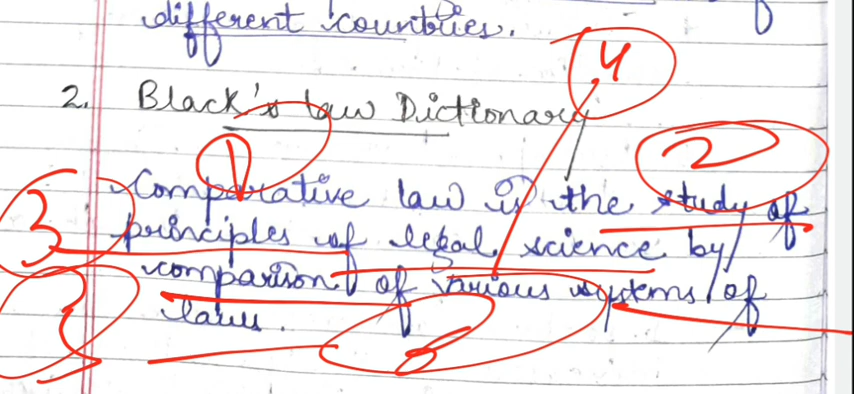 different countries.
4
2. Black's law Dictionary
1
2
Comparative law is the study of
3
principles of legal science by
comparison of various systems of
laws.